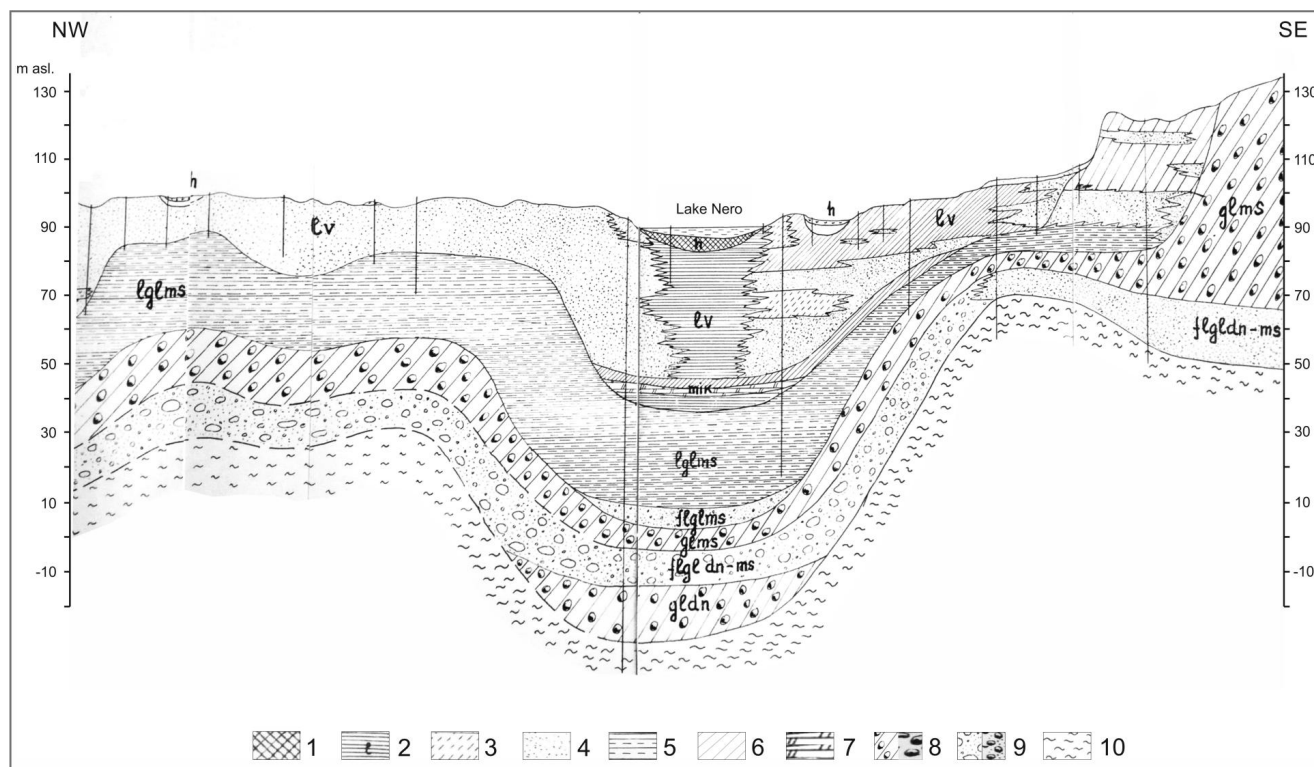 NW SE
m asl.
130 130
110 110
90 90
70 70
50 50
30 30
10 10
-10 -10
h
lv
Lake Nero
h
h
lv
glms
lglms
lv
flgldn-ms
mik
lglms
flglms
glms
flgl dn-ms
gldn
1 l 2 3 4 5 6 7 8 9 10